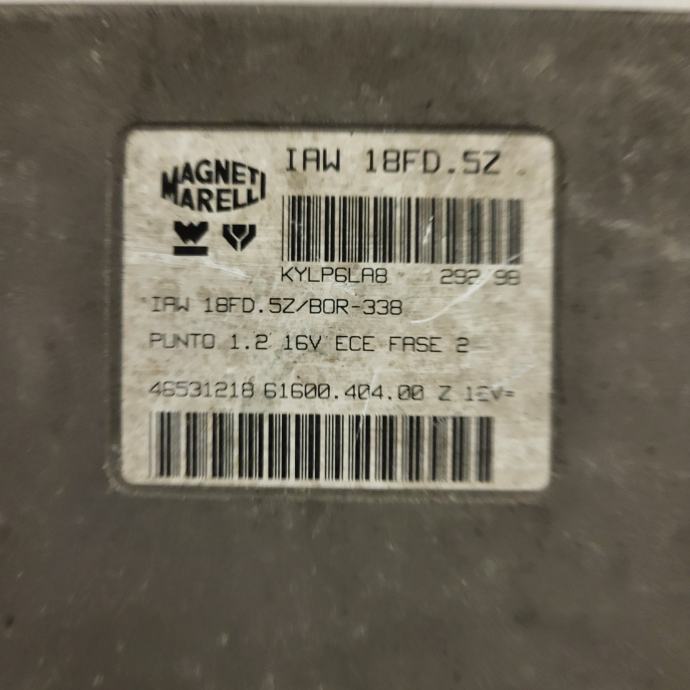 IAW 18FD.5Z
MAGNETI
MARELLI
KYLP6LA8 292 98
IAW 18FD.5Z/BOR-338
PUNTO 1.2 16V ECE FASE 2
46531218 61600.404.00 Z 12V=